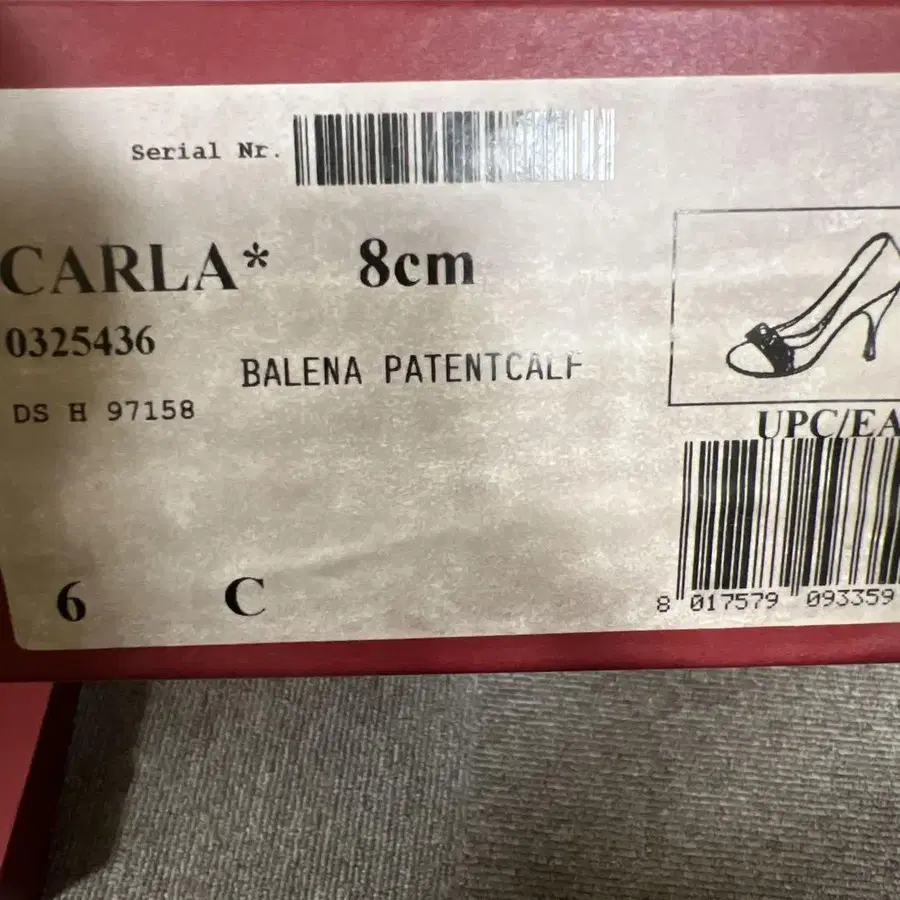 Serial Nr.
CARLA* 8cm
0325436
BALENA PATENTCALF
DS H 97158
UPC/EA
6 C
8 017579 093359